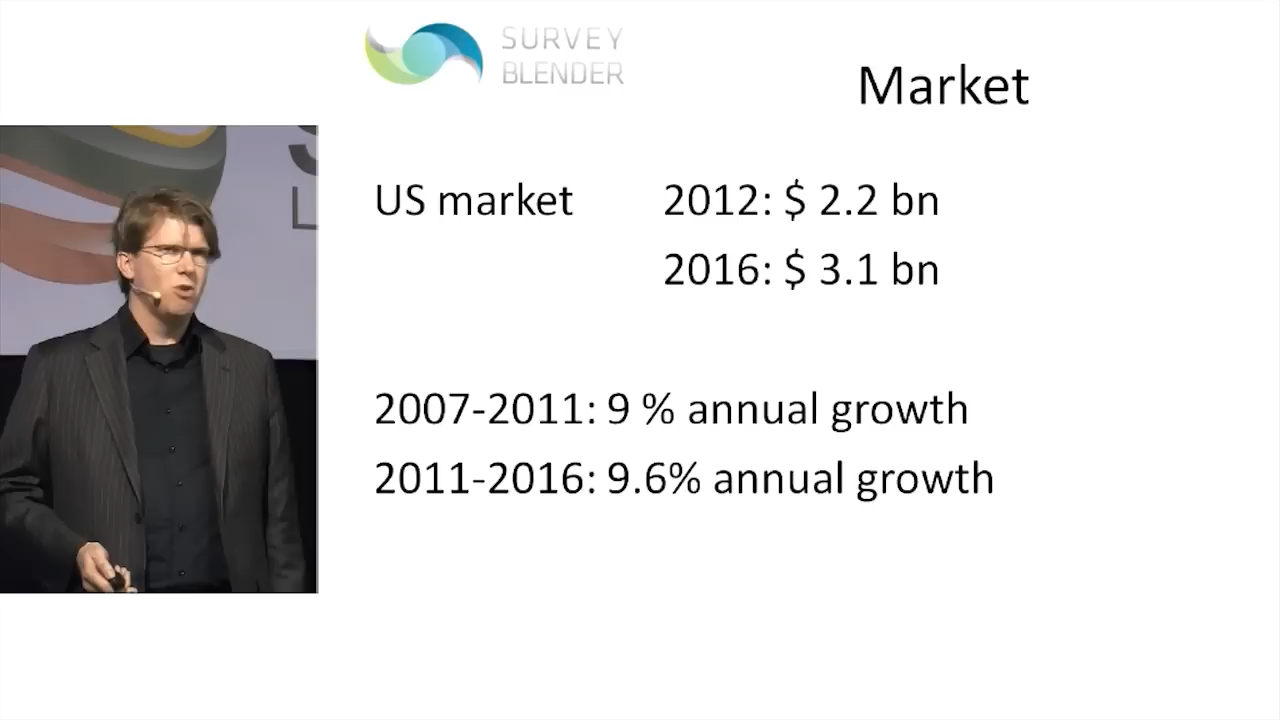 SURVEY
BLENDER
Market
US market 2012: $ 2.2 bn
2016: $ 3.1 bn
2007-2011: 9 % annual growth
2011-2016: 9.6% annual growth